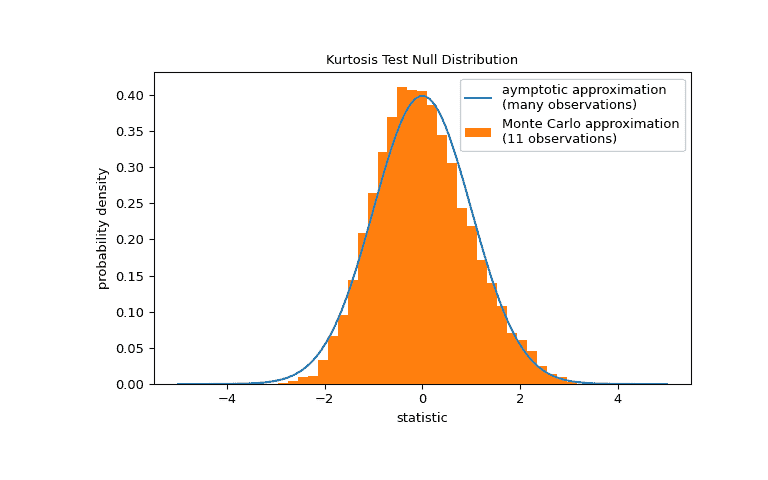 Kurtosis Test Null Distribution
aymptotic approximation
(many observations)
Monte Carlo approximation
(11 observations)
probability density
0.40
0.35
0.30
0.25
0.20
0.15
0.10
0.05
0.00
−4
−2
0
2
4
statistic